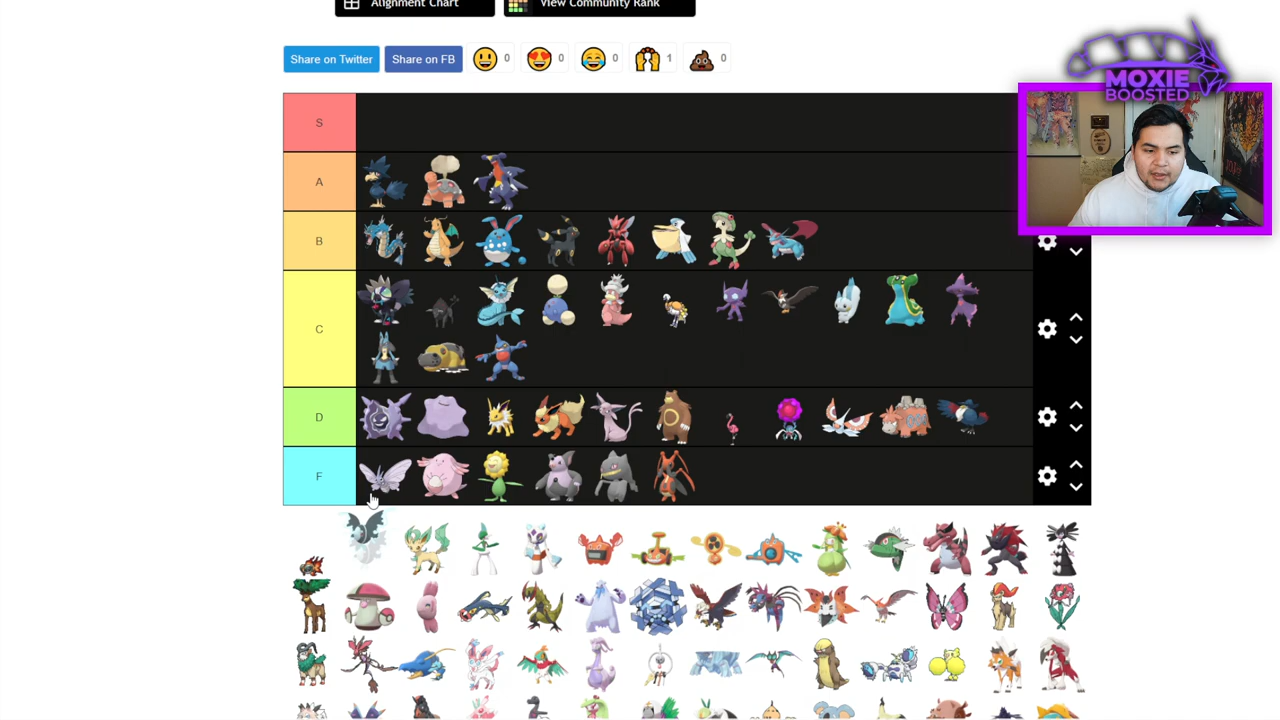 Alignment Chart
View Community Rank
Share on Twitter
Share on FB
0
0
0
1
0
MOXIE
BOOSTED
S
A
B
C
D
F